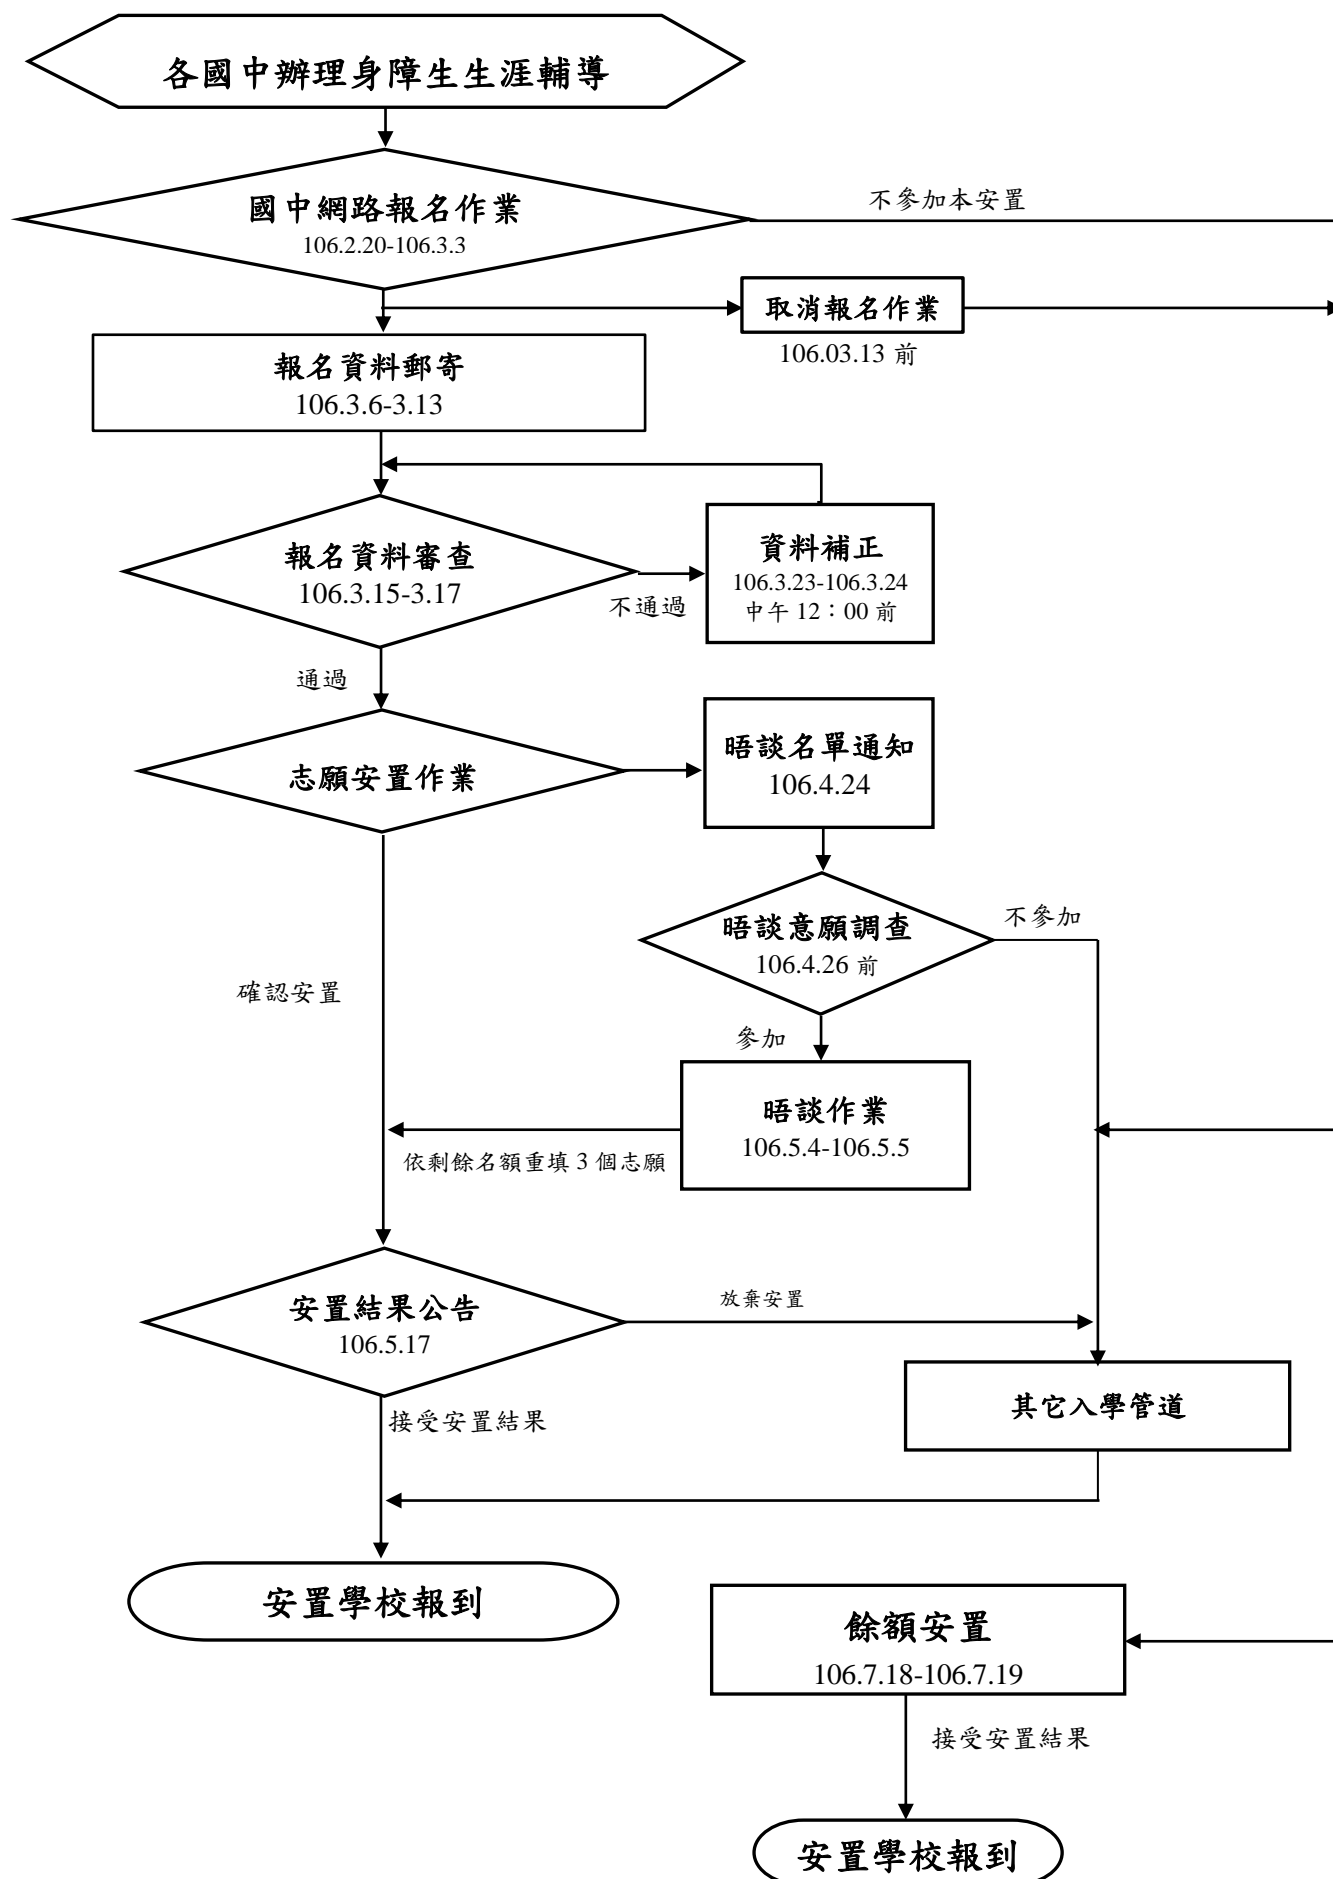 各國中辦理身障生生涯輔導
國中網路報名作業
106.2.20-106.3.3
不參加本安置
取消報名作業
106.03.13 前
報名資料郵寄
106.3.6-3.13
報名資料審查
106.3.15-3.17
不通過
資料補正
106.3.23-106.3.24
中午 12：00 前
通過
志願安置作業
晤談名單通知
106.4.24
晤談意願調查
106.4.26 前
不參加
確認安置
參加
晤談作業
106.5.4-106.5.5
依剩餘名額重填 3 個志願
安置結果公告
106.5.17
放棄安置
接受安置結果
其它入學管道
安置學校報到
餘額安置
106.7.18-106.7.19
接受安置結果
安置學校報到